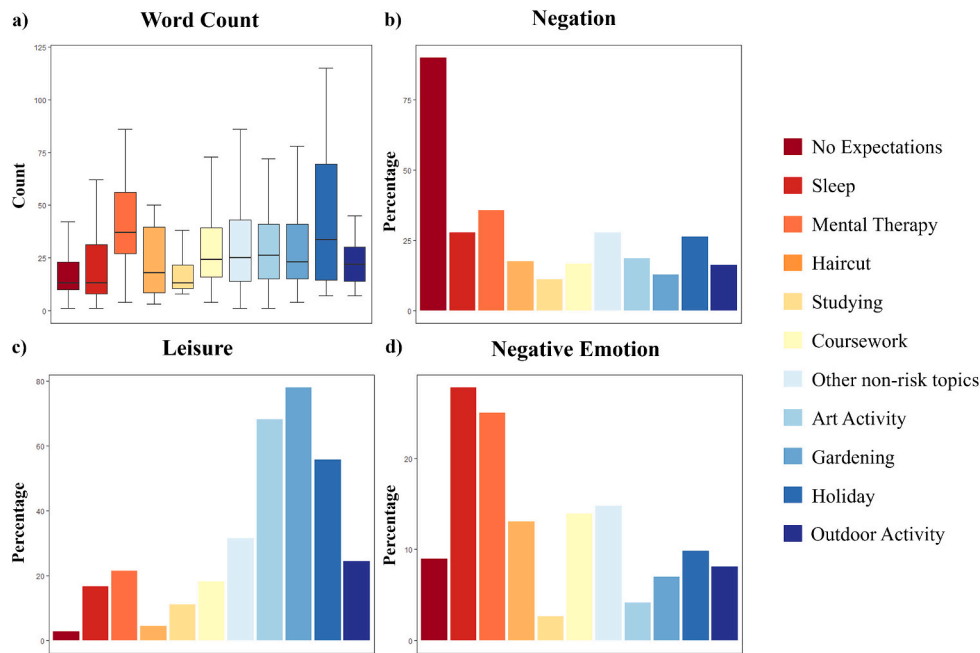 a) Word Count
125
100
75
50
25
0
Count
b) Negation
75
50
25
0
Percentage
c) Leisure
80
60
40
20
0
Percentage
d) Negative Emotion
20
10
0
Percentage
No Expectations
Sleep
Mental Therapy
Haircut
Studying
Coursework
Other non-risk topics
Art Activity
Gardening
Holiday
Outdoor Activity